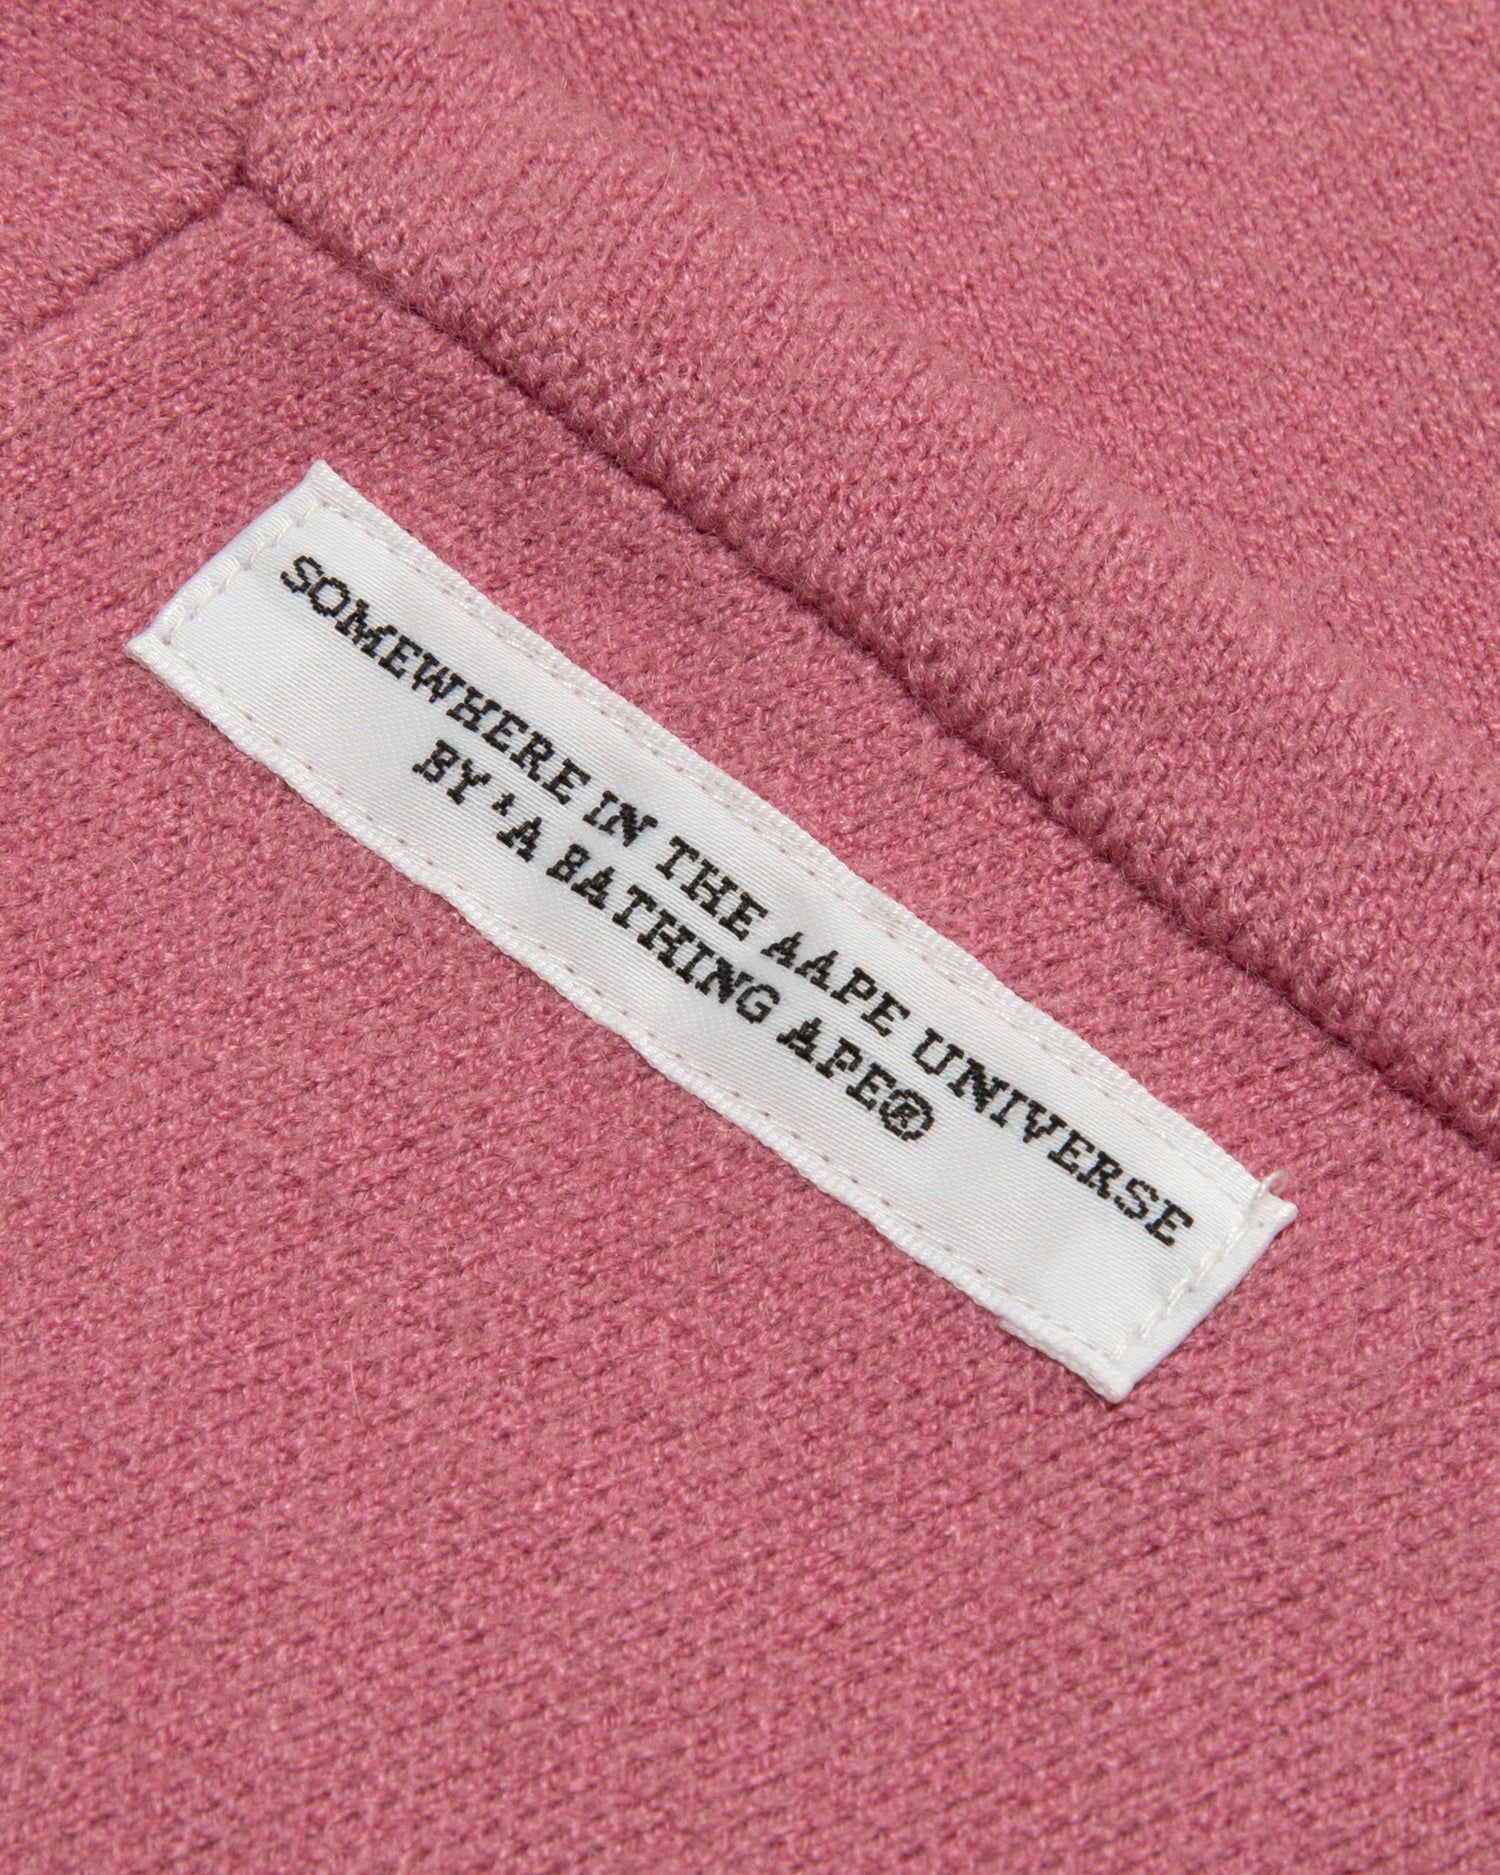 SOMEWHERE IN THE AAPE UNIVERSE
BY 'A BATHING APE®